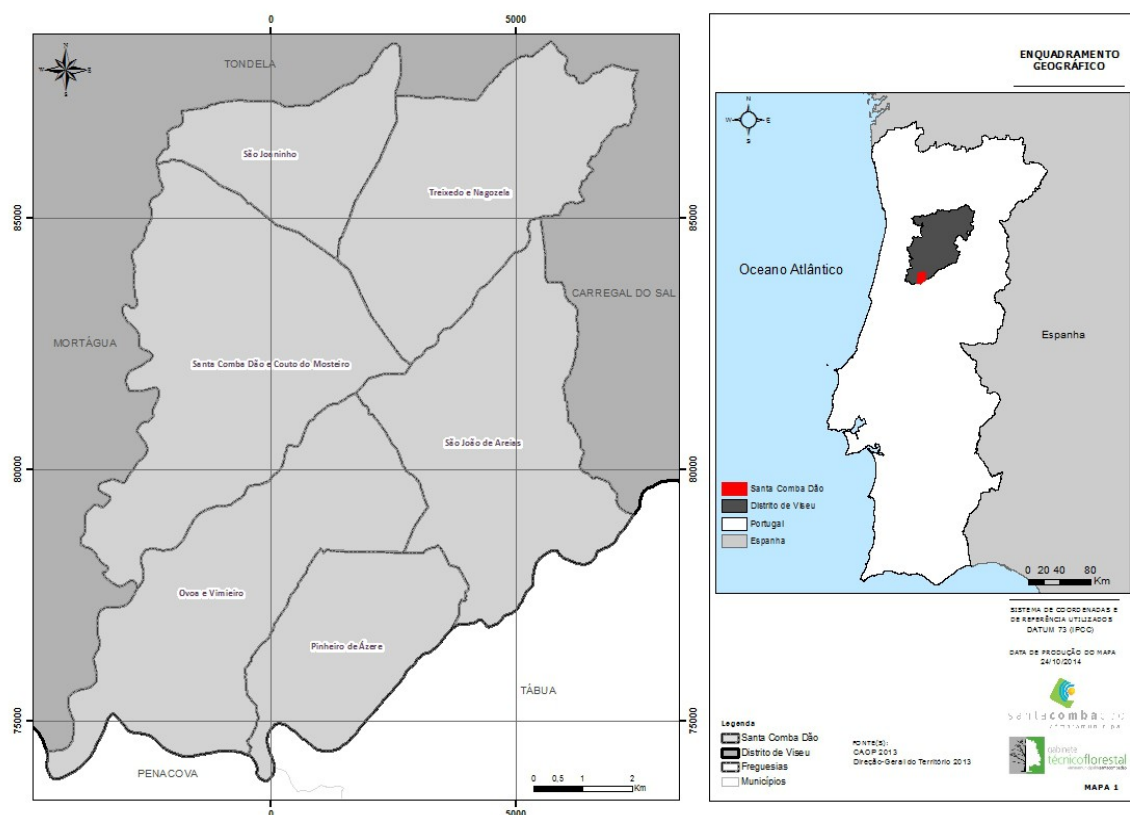 0
5000
N
W
E
S
TONDELA
São Joaninho
Treixedo e Nagozela
85000
85000
CARREGAL DO SAL
MORTÁGUA
Santa Comba Dão e Couto do Mosteiro
São João de Areias
80000
80000
Ovoa e Vimieiro
Pinheiro de Ázere
TÁBUA
75000
75000
PENACOVA
0 0,5 1 2
Km
0
5000
ENQUADRAMENTO
GEOGRÁFICO
N
W
E
S
Oceano Atlântico
Espanha
Santa Comba Dão
Distrito de Viseu
Portugal
Espanha
0 20 40 80
Km
SISTEMA DE COORDENADAS E
DE REFERÊNCIA UTILIZADOS
DATUM 73 (IPCC)
DATA DE PRODUÇÃO DO MAPA
24/10/2014
santacombadão
Legenda
Santa Comba Dão
Distrito de Viseu
Freguesias
Municípios
FONTE(S):
CAOP 2013
Direção-Geral do Território 2013
gabinete
técnicoflorestal
MAPA 1